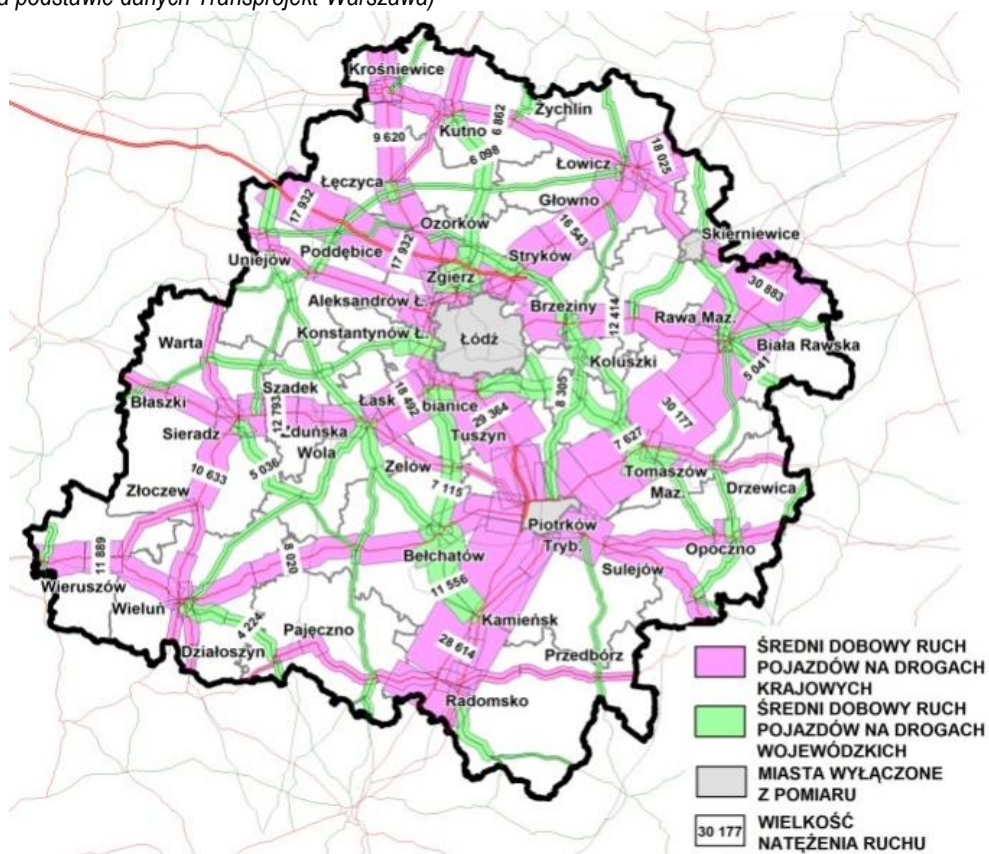 a podstawie danych Transprojekt Warszawa)
Krośniewice
Żychlin
6 862
Kutno
9 620
6 098
Łowicz
18 025
Łęczyca
Głowno
17 932
Ozorków
16 543
Skierniewice
Poddębice
17 932
Stryków
Uniejów
Zgierz
30 883
Aleksandrów Ł.
Brzeziny
12 414
Rawa Maz.
Konstantynów Ł.
Łódź
Biała Rawska
Warta
Koluszki
5 041
Szadek
8 305
Błaszki
12 793
Łask
18 492
bianice
29 364
30 177
Sieradz
Zduńska
Wola
Tuszyn
7 627
10 633
5 036
Zelów
7 115
Tomaszów
Maz.
Drzewica
Złoczew
Piotrków
Tryb.
Opoczno
11 889
8 020
Bełchatów
Sulejów
Wieruszów
11 556
Wieluń
Kamieńsk
4 224
Pajęczno
28 614
Działoszyn
Przedbórz
Radomsko
ŚREDNI DOBOWY RUCH
POJAZDÓW NA DROGACH
KRAJOWYCH
ŚREDNI DOBOWY RUCH
POJAZDÓW NA DROGACH
WOJEWÓDZKICH
MIASTA WYŁĄCZONE
Z POMIARU
30 177
WIELKOŚĆ
NATĘŻENIA RUCHU